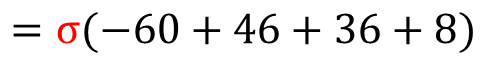 = σ(−60 + 46 + 36 + 8)